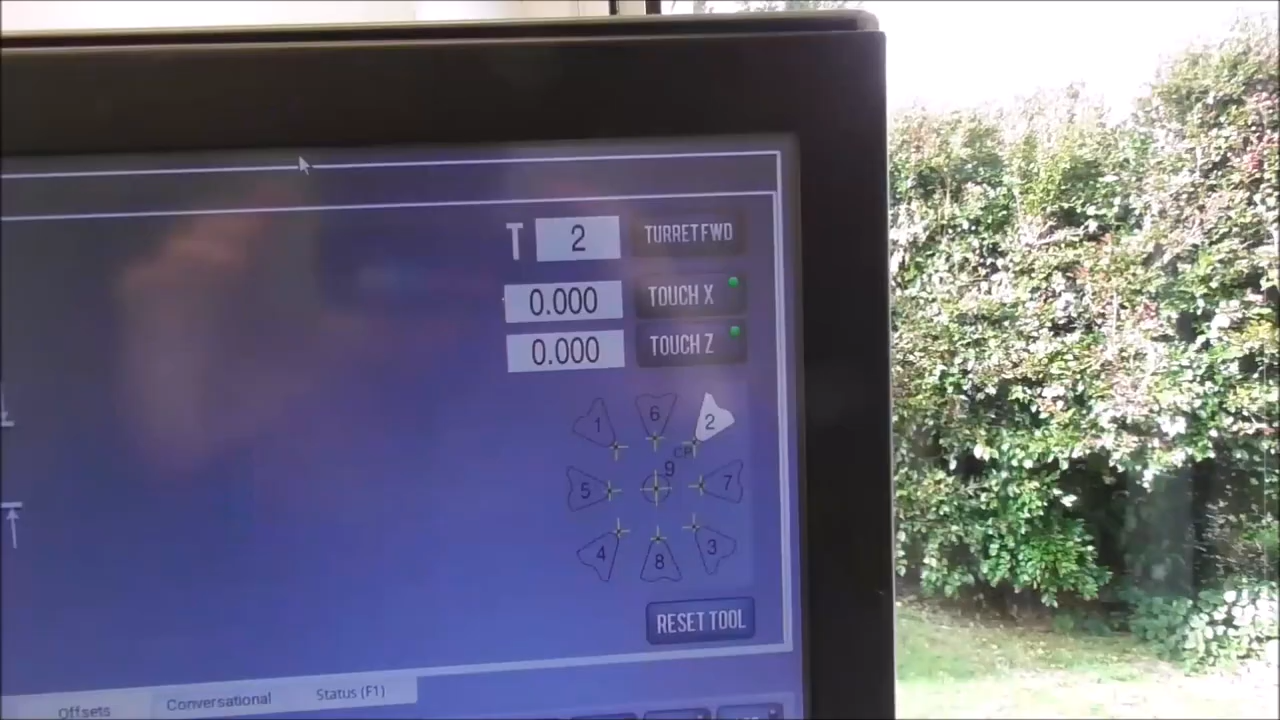 T 2 TURRET FWD
0.000 TOUCH X
0.000 TOUCH Z
1 6 2
CP
9
5 7
4 8 3
RESET TOOL
Offsets Conversational Status (F1)